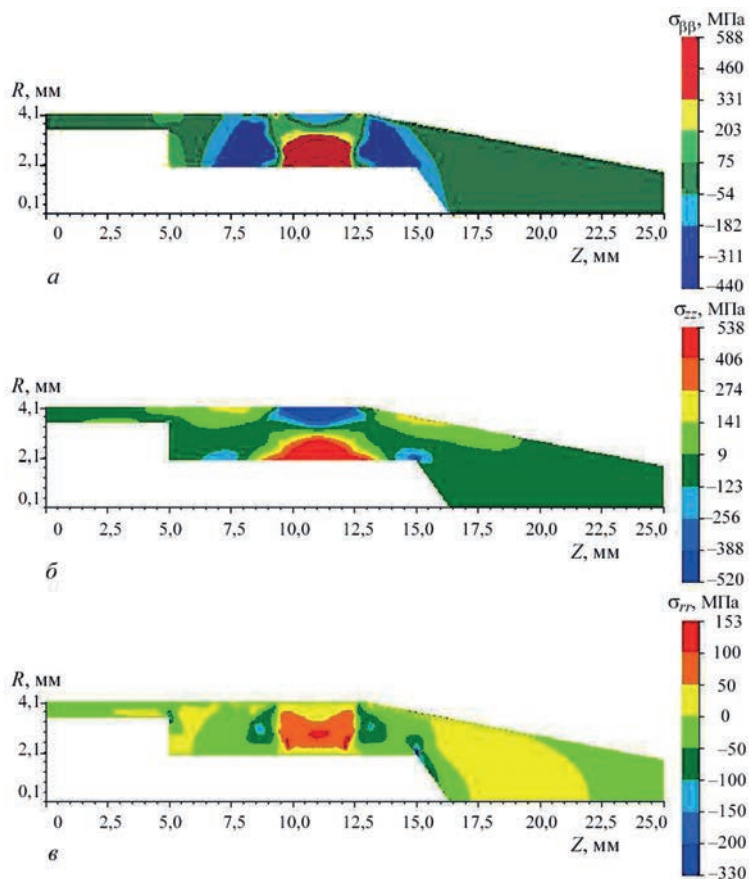 σββ, МПа
588
460
331
203
75
–54
–182
–311
–440
R, мм
4,1
2,1
0,1
0 2,5 5,0 7,5 10,0 12,5 15,0 17,5 20,0 22,5 25,0
Z, мм
а
σzz, МПа
538
406
274
141
9
–123
–256
–388
–520
R, мм
4,1
2,1
0,1
0 2,5 5,0 7,5 10,0 12,5 15,0 17,5 20,0 22,5 25,0
Z, мм
б
σrr, МПа
153
100
50
0
–50
–100
–150
–200
–330
R, мм
4,1
2,1
0,1
0 2,5 5,0 7,5 10,0 12,5 15,0 17,5 20,0 22,5 25,0
Z, мм
в